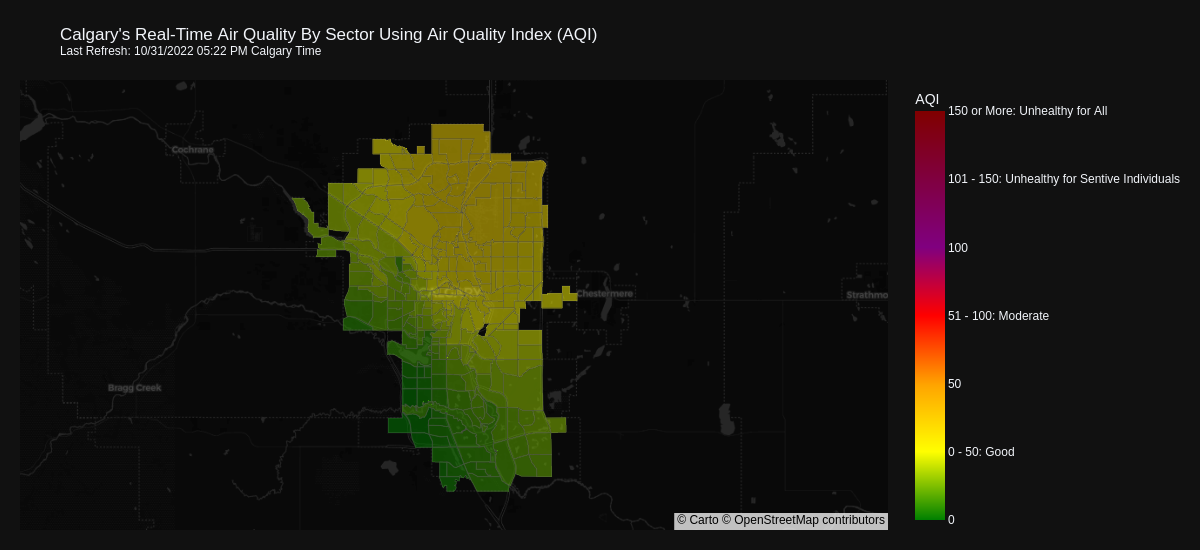 Calgary's Real-Time Air Quality By Sector Using Air Quality Index (AQI)
Last Refresh: 10/31/2022 05:22 PM Calgary Time
AQI
150 or More: Unhealthy for All
101 - 150: Unhealthy for Sentive Individuals
100
51 - 100: Moderate
50
0 - 50: Good
0
Cochrane
Chestermere
Strathmo
Bragg Creek
© Carto © OpenStreetMap contributors